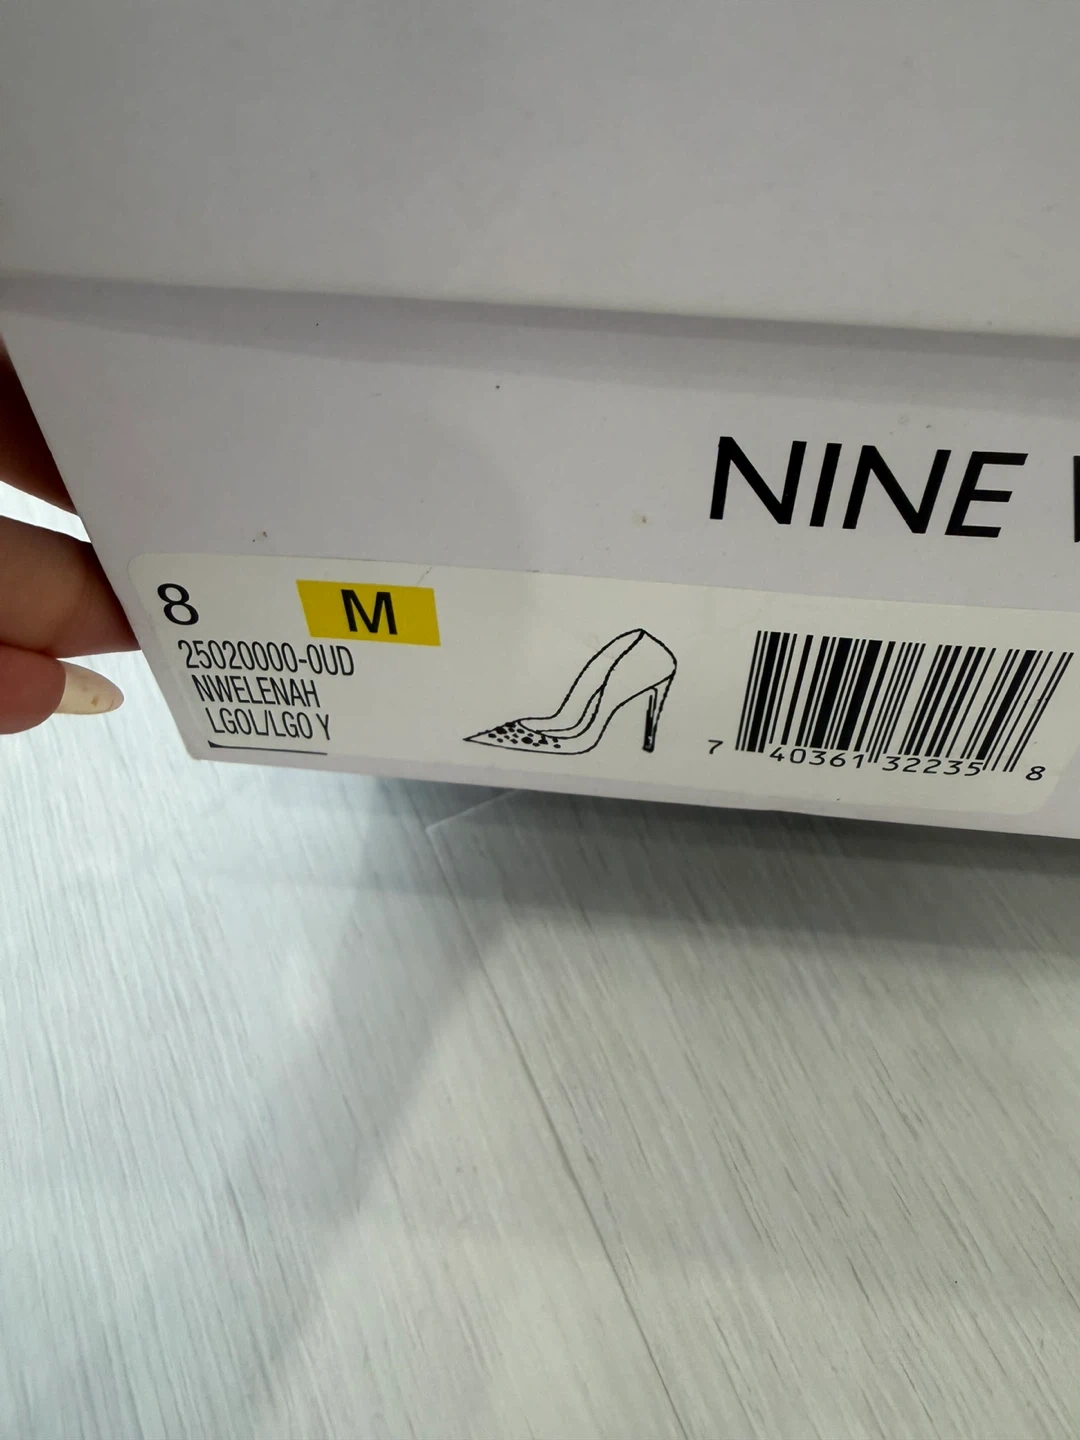 NINE
8 M
25020000-0UD
NWELENAH
LGOL/LGO Y
7 40361 32235 8